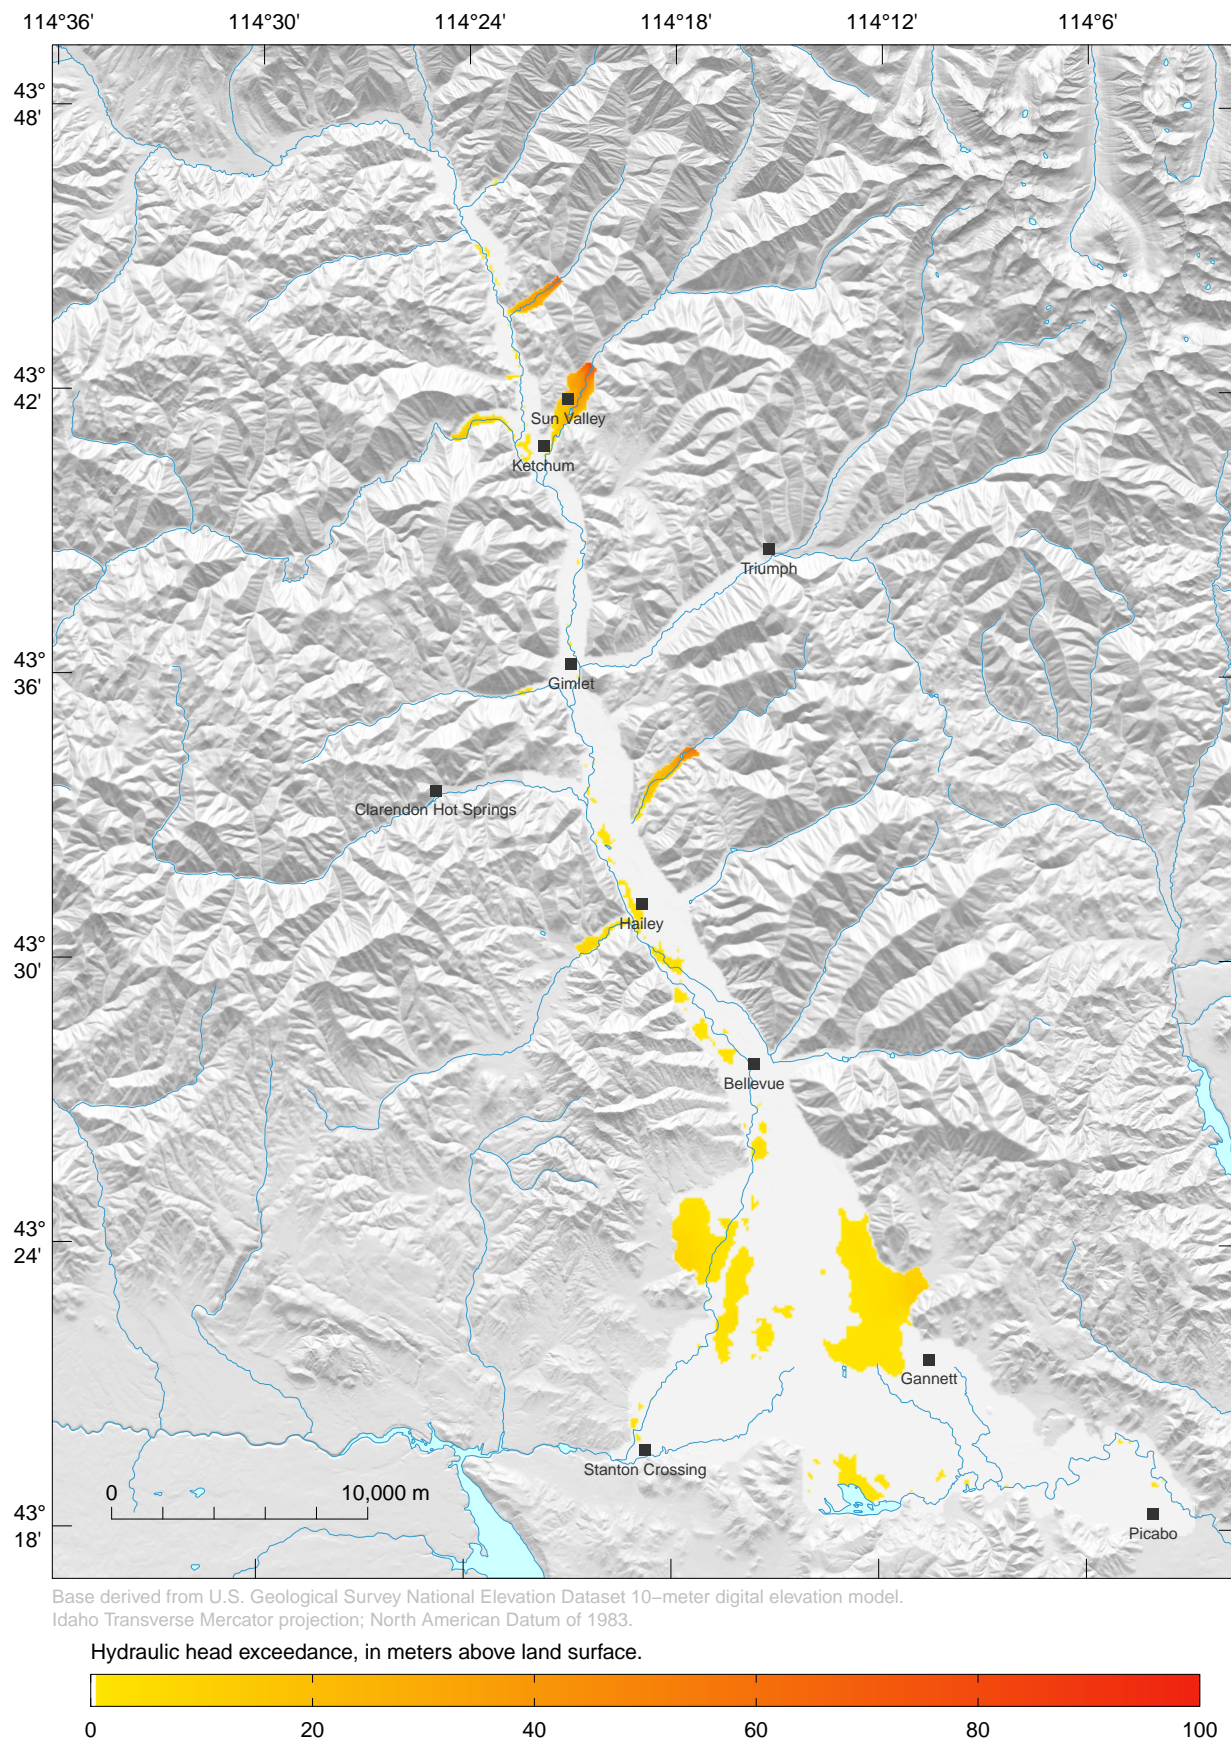 114°36' 114°30' 114°24' 114°18' 114°12' 114°6'
43°
48'
43°
42'
Sun Valley
Ketchum
Triumph
43°
36'
Gimlet
Clarendon Hot Springs
Hailey
43°
30'
Bellevue
43°
24'
Gannett
Stanton Crossing
0 10,000 m
43°
18'
Picabo
Base derived from U.S. Geological Survey National Elevation Dataset 10−meter digital elevation model.
Idaho Transverse Mercator projection; North American Datum of 1983.
Hydraulic head exceedance, in meters above land surface.
0 20 40 60 80 100